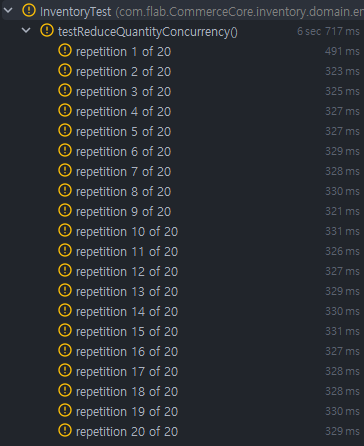 InventoryTest (com.flab.CommerceCore.inventory.domain.en
testReduceQuantityConcurrency() 6 sec 717 ms
repetition 1 of 20 491 ms
repetition 2 of 20 323 ms
repetition 3 of 20 325 ms
repetition 4 of 20 327 ms
repetition 5 of 20 327 ms
repetition 6 of 20 329 ms
repetition 7 of 20 328 ms
repetition 8 of 20 330 ms
repetition 9 of 20 321 ms
repetition 10 of 20 331 ms
repetition 11 of 20 326 ms
repetition 12 of 20 327 ms
repetition 13 of 20 329 ms
repetition 14 of 20 330 ms
repetition 15 of 20 331 ms
repetition 16 of 20 327 ms
repetition 17 of 20 328 ms
repetition 18 of 20 328 ms
repetition 19 of 20 330 ms
repetition 20 of 20 329 ms